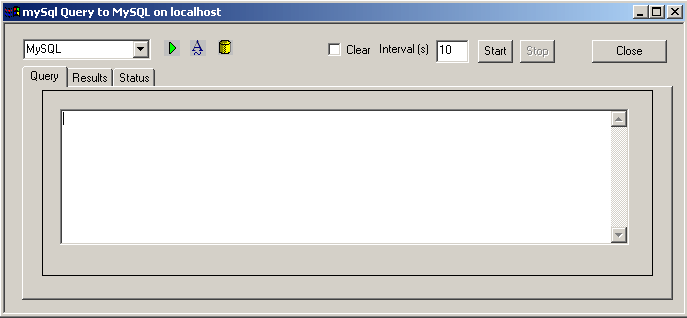 mySql Query to MySQL on localhost
MySQL A Clear Interval (s) 10 Start Stop Close
Query Results Status